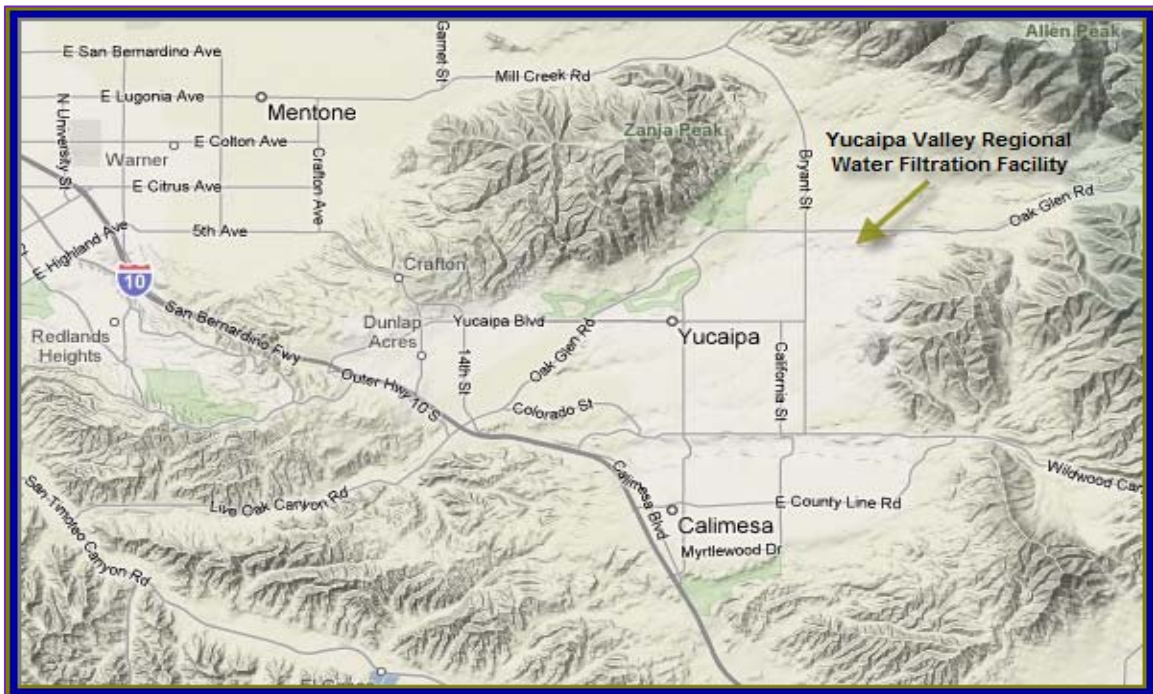 Allen Peak
E San Bernardino Ave
Garnet St
Mill Creek Rd
N University St
E Lugonia Ave
Mentone
Zanja Peak
Yucaipa Valley Regional
Water Filtration Facility
E Colton Ave
Warner
Crafton Ave
Bryant St
E Citrus Ave
Oak Glen Rd
E Highland Ave
5th Ave
Crafton
10
San Bernardino Fwy
Redlands
Heights
Dunlap
Acres
Yucaipa Blvd
Yucaipa
14th St
Oak Glen Rd
California St
Outer Hwy 10 S
Colorado St
Calimesa Blvd
Wildwood Can
Live Oak Canyon Rd
E County Line Rd
Calimesa
Myrtlewood Dr
San Timoteo Canyon Rd